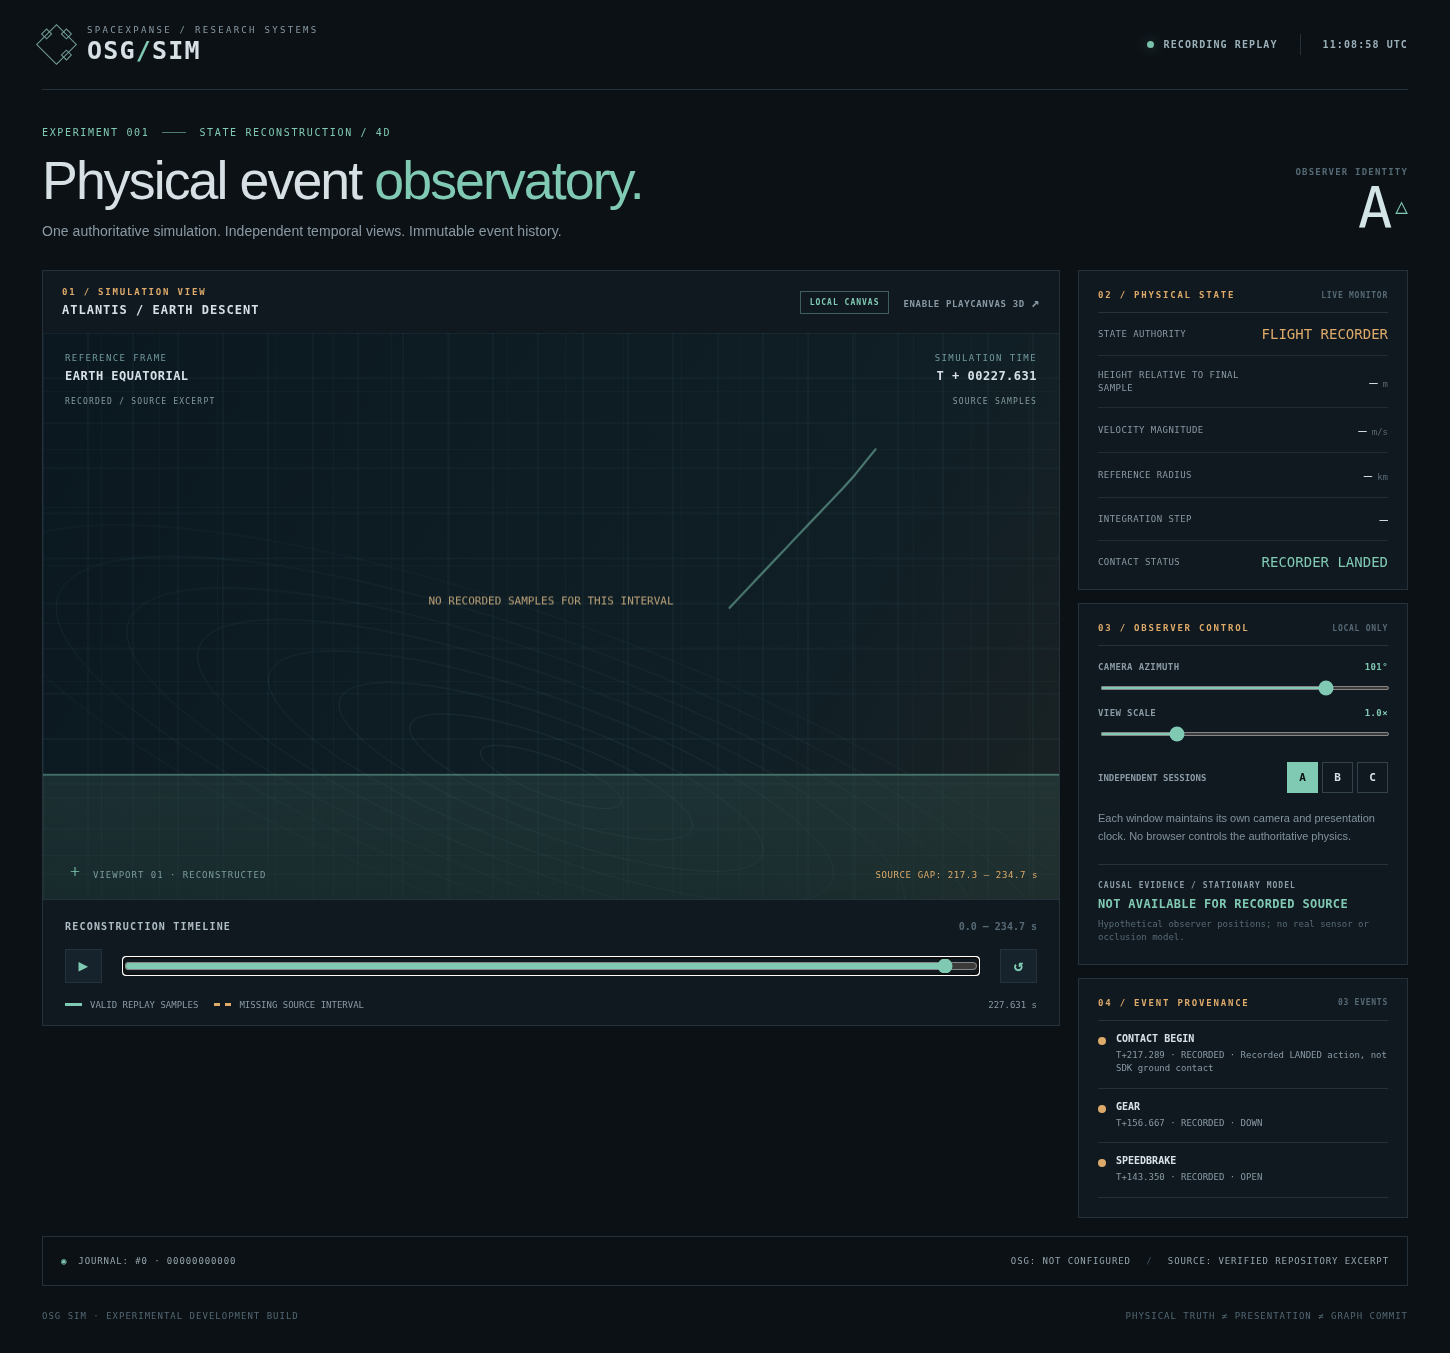 SPACEXPANSE / RESEARCH SYSTEMS
OSG/SIM
RECORDING REPLAY
11:08:58 UTC
EXPERIMENT 001 —— STATE RECONSTRUCTION / 4D
Physical event observatory.
One authoritative simulation. Independent temporal views. Immutable event history.
OBSERVER IDENTITY
A△
01 / SIMULATION VIEW
ATLANTIS / EARTH DESCENT
LOCAL CANVAS
ENABLE PLAYCANVAS 3D ↗
REFERENCE FRAME
EARTH EQUATORIAL
RECORDED / SOURCE EXCERPT
SIMULATION TIME
T + 00227.631
SOURCE SAMPLES
NO RECORDED SAMPLES FOR THIS INTERVAL
+ VIEWPORT 01 · RECONSTRUCTED
SOURCE GAP: 217.3 — 234.7 s
RECONSTRUCTION TIMELINE
0.0 — 234.7 s
▶
↺
VALID REPLAY SAMPLES
MISSING SOURCE INTERVAL
227.631 s
02 / PHYSICAL STATE
LIVE MONITOR
STATE AUTHORITY
FLIGHT RECORDER
HEIGHT RELATIVE TO FINAL
SAMPLE
— m
VELOCITY MAGNITUDE
— m/s
REFERENCE RADIUS
— km
INTEGRATION STEP
—
CONTACT STATUS
RECORDER LANDED
03 / OBSERVER CONTROL
LOCAL ONLY
CAMERA AZIMUTH
101°
VIEW SCALE
1.0×
INDEPENDENT SESSIONS
A B C
Each window maintains its own camera and presentation
clock. No browser controls the authoritative physics.
CAUSAL EVIDENCE / STATIONARY MODEL
NOT AVAILABLE FOR RECORDED SOURCE
Hypothetical observer positions; no real sensor or
occlusion model.
04 / EVENT PROVENANCE
03 EVENTS
CONTACT BEGIN
T+217.289 · RECORDED · Recorded LANDED action, not
SDK ground contact
GEAR
T+156.667 · RECORDED · DOWN
SPEEDBRAKE
T+143.350 · RECORDED · OPEN
◉ JOURNAL: #0 · 00000000000
OSG: NOT CONFIGURED / SOURCE: VERIFIED REPOSITORY EXCERPT
OSG SIM · EXPERIMENTAL DEVELOPMENT BUILD
PHYSICAL TRUTH ≠ PRESENTATION ≠ GRAPH COMMIT